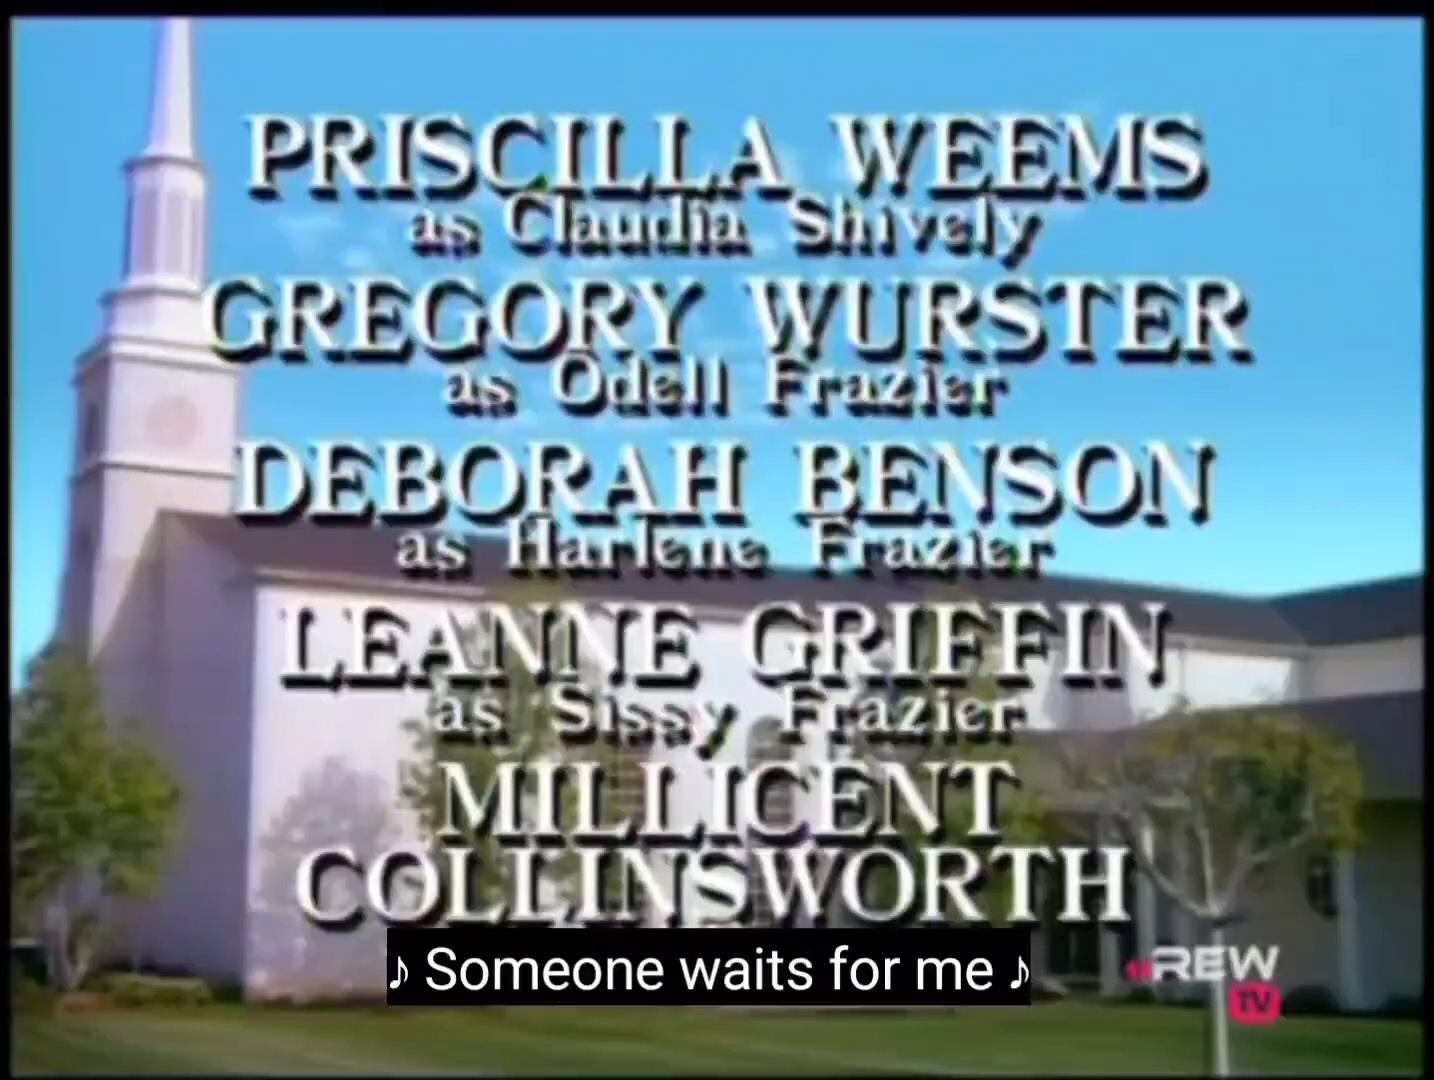 PRISCILLA WEEMS
as Claudia Shively
GREGORY WURSTER
as Odell Frazier
DEBORAH BENSON
as Harlene Frazier
LEANNE GRIFFIN
as Sissy Frazier
MILLICENT
COLLINSWORTH
♪ Someone waits for me ♪
REW
TV